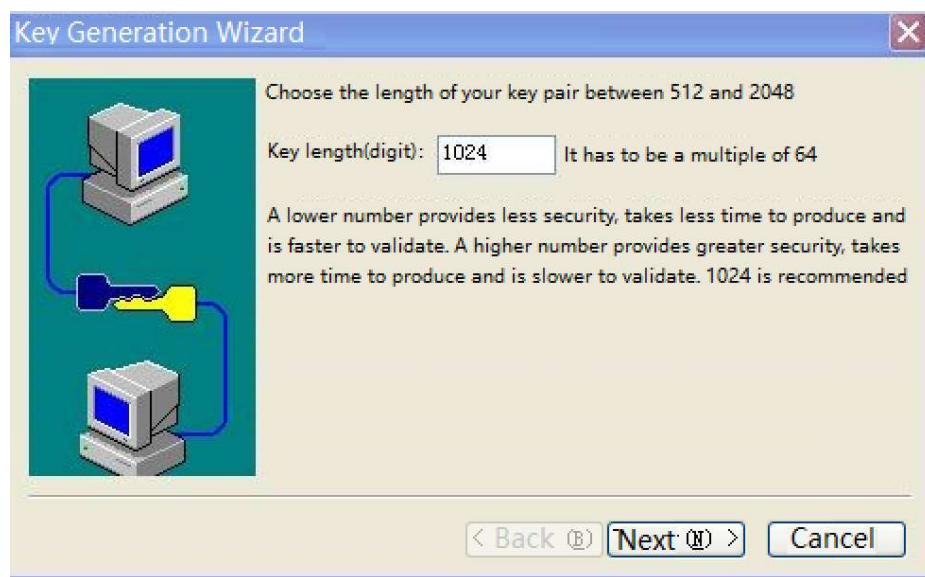 Key Generation Wizard
Choose the length of your key pair between 512 and 2048
Key length(digit): 1024 It has to be a multiple of 64
A lower number provides less security, takes less time to produce and
is faster to validate. A higher number provides greater security, takes
more time to produce and is slower to validate. 1024 is recommended
< Back (B) Next (N) > Cancel